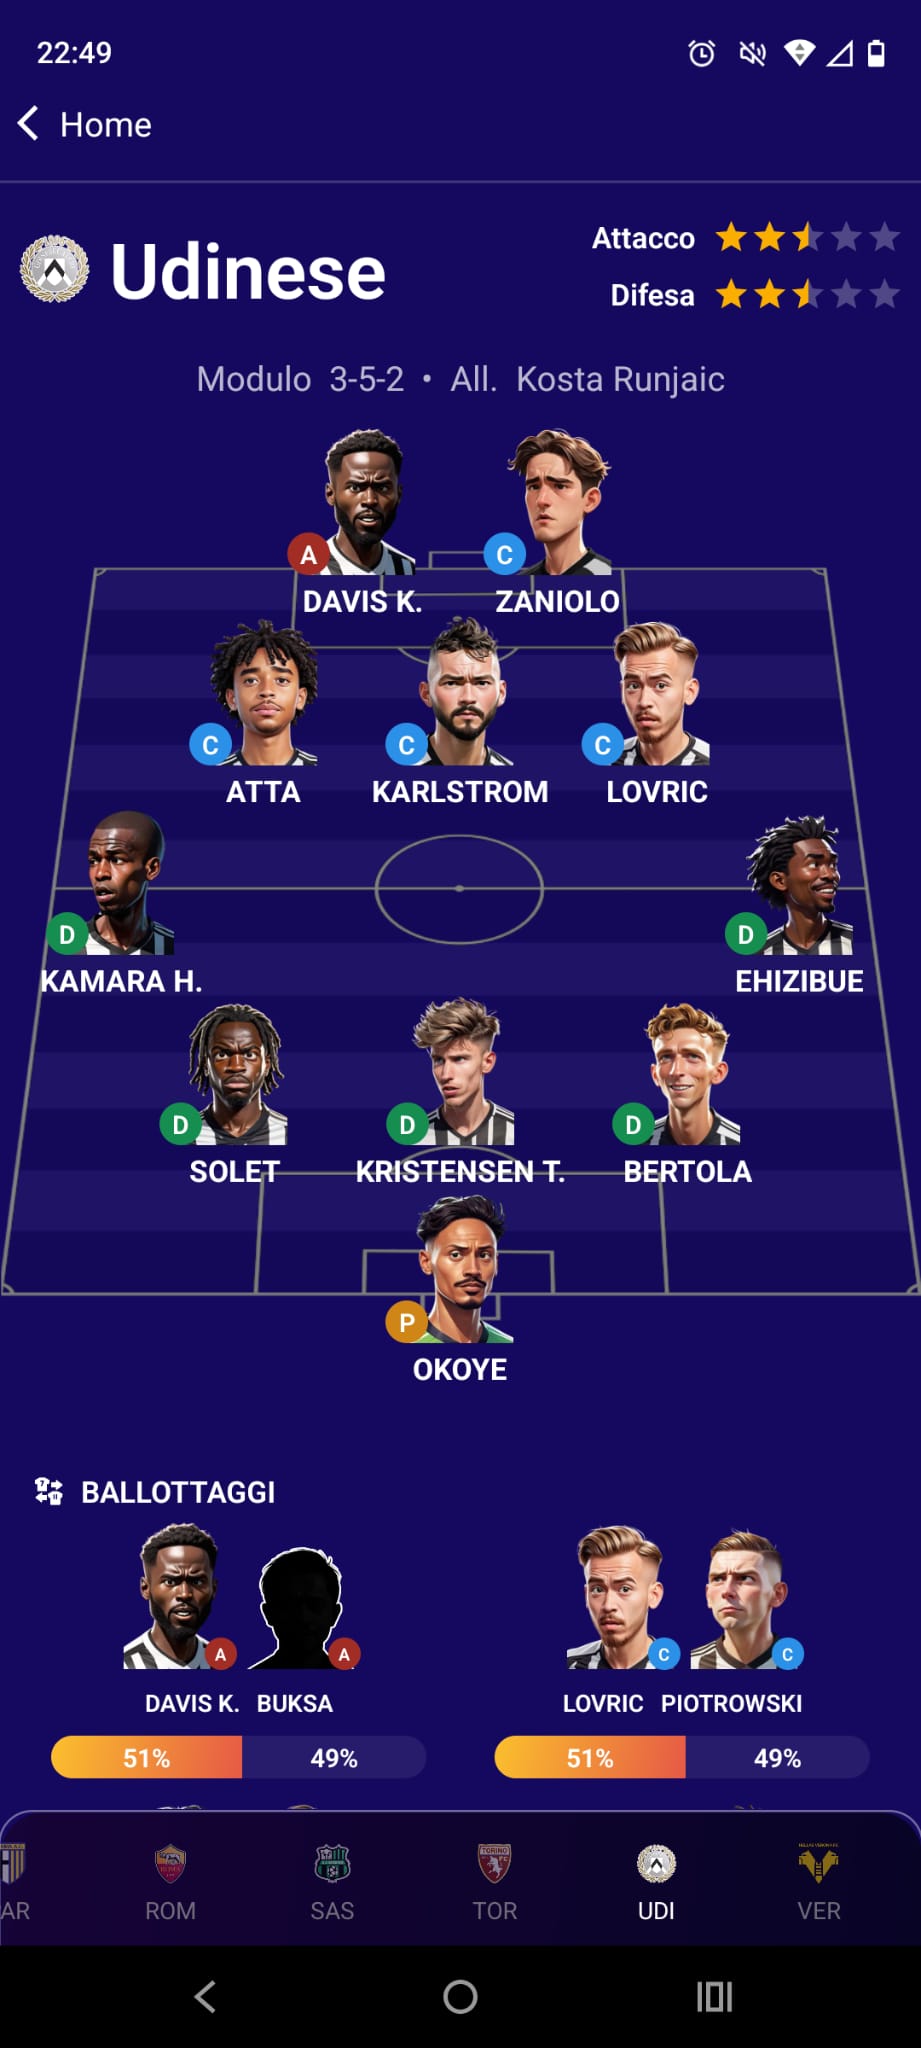 22:49
Home
Udinese
Attacco
Difesa
Modulo 3-5-2 • All. Kosta Runjaic
A
C
DAVIS K.
ZANIOLO
C
C
C
ATTA
KARLSTROM
LOVRIC
D
D
KAMARA H.
EHIZIBUE
D
D
D
SOLET
KRISTENSEN T.
BERTOLA
P
OKOYE
BALLOTTAGGI
A
A
C
C
DAVIS K.
BUKSA
LOVRIC
PIOTROWSKI
51%
49%
51%
49%
AR
ROM
SAS
TOR
UDI
VER